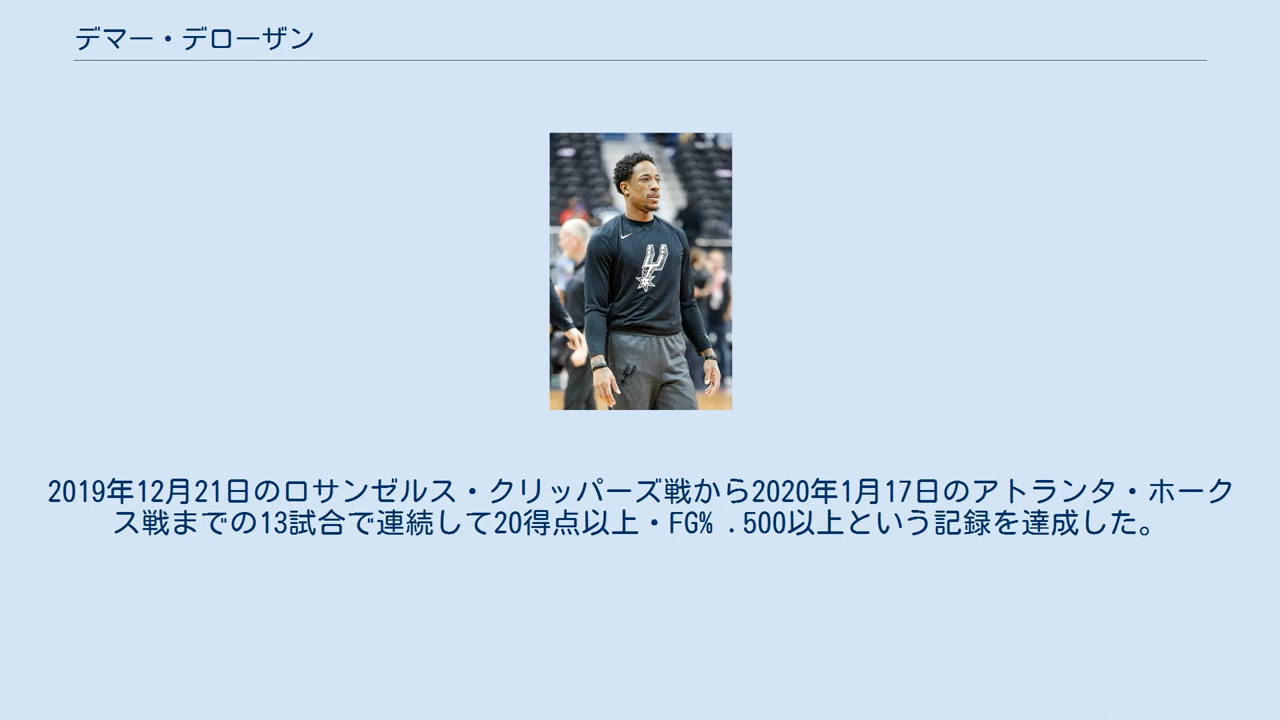 デマー・デローザン
2019年12月21日のロサンゼルス・クリッパーズ戦から2020年1月17日のアトランタ・ホーク
ス戦までの13試合で連続して20得点以上・FG% .500以上という記録を達成した。